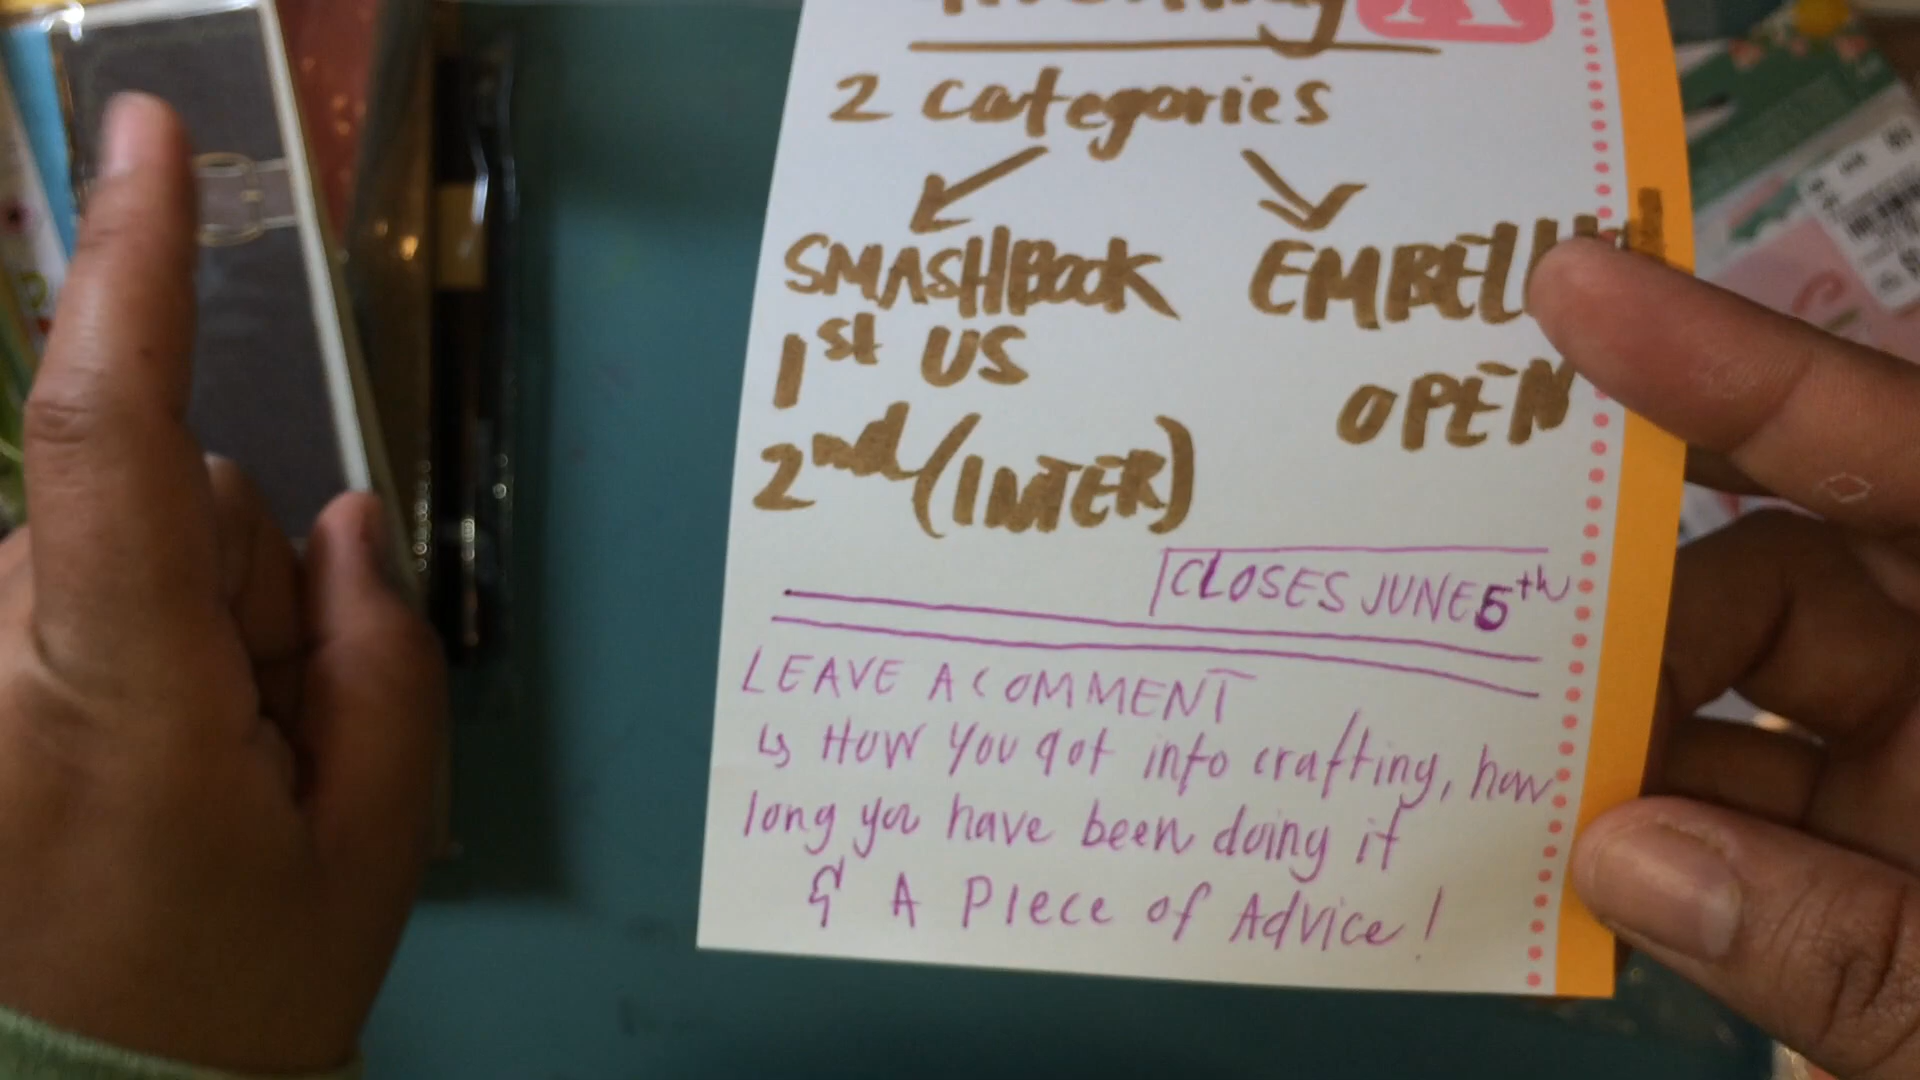 A
2 categories
SMASHBOOK EMBELL
1st US
OPEN
2nd (INTER)
CLOSES JUNE 5th
LEAVE A COMMENT
↳ HOW YOU got into crafting, how
long you have been doing it
& A Piece of Advice!